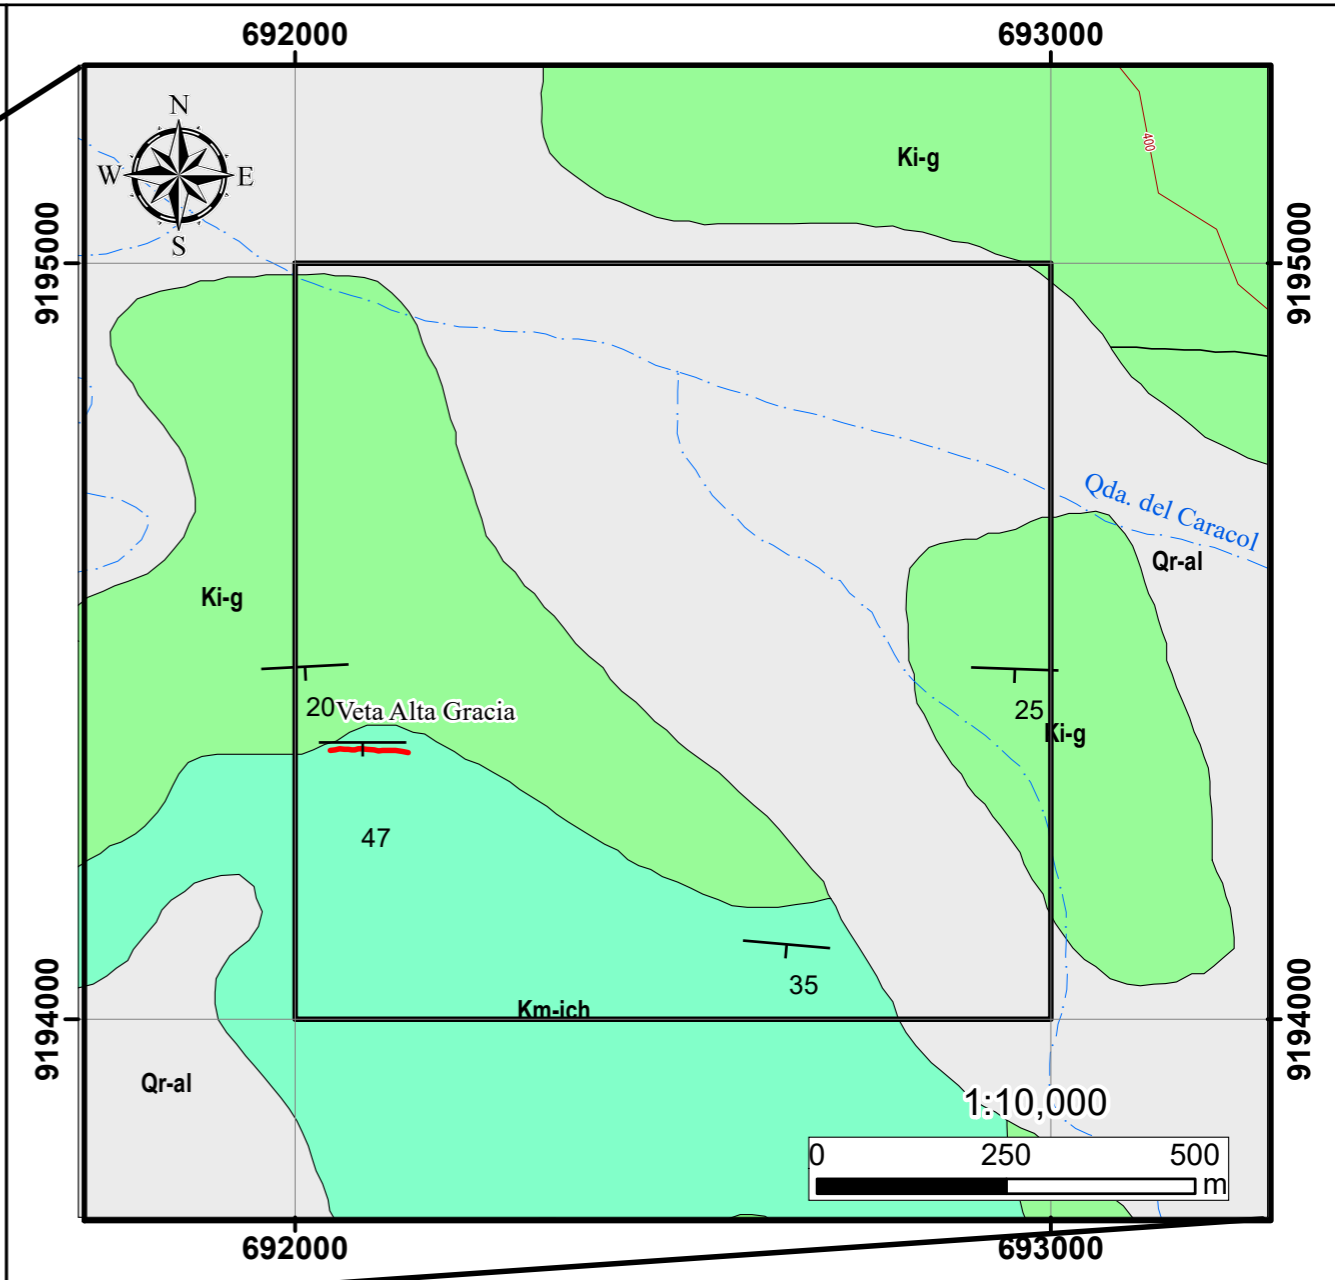 692000
693000
N
W
E
S
Ki-g
400
9195000
9195000
Qda. del Caracol
Qr-al
Ki-g
20
Veta Alta Gracia
25
Ki-g
47
35
Km-ich
9194000
9194000
Qr-al
1:10,000
0
250
500
m
692000
693000